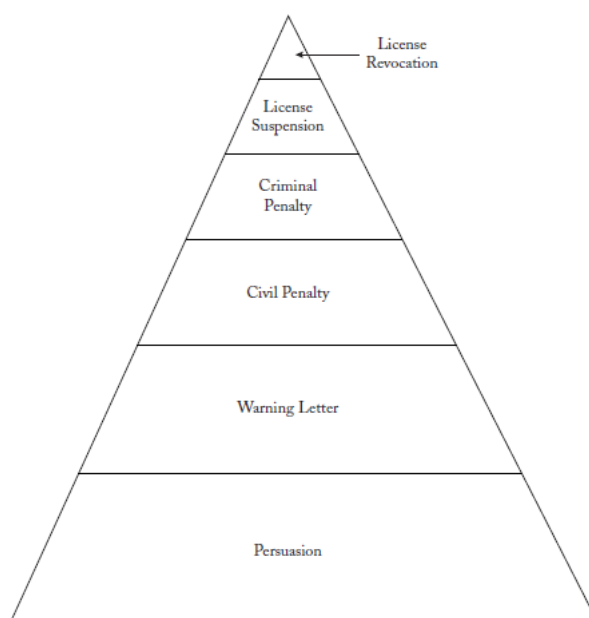 License
Revocation
License
Suspension
Criminal
Penalty
Civil Penalty
Warning Letter
Persuasion